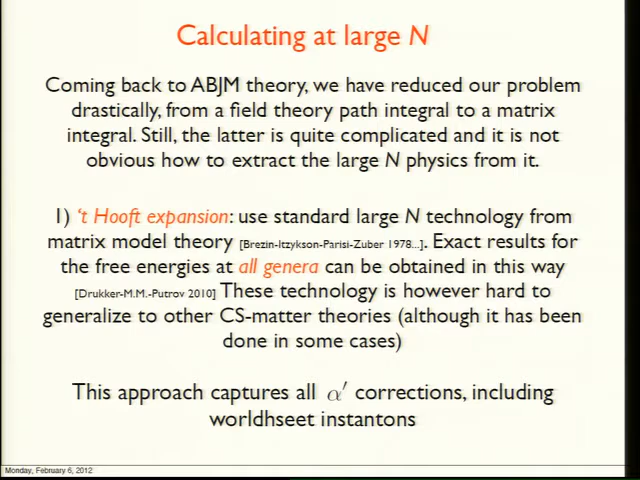 Calculating at large N
Coming back to ABJM theory, we have reduced our problem
drastically, from a field theory path integral to a matrix
integral. Still, the latter is quite complicated and it is not
obvious how to extract the large N physics from it.
1) 't Hooft expansion: use standard large N technology from
matrix model theory [Brezin-Itzykson-Parisi-Zuber 1978...]. Exact results for
the free energies at all genera can be obtained in this way
[Drukker-M.M.-Putrov 2010] These technology is however hard to
generalize to other CS-matter theories (although it has been
done in some cases)
This approach captures all α′ corrections, including
worldhseet instantons
Monday, February 6, 2012